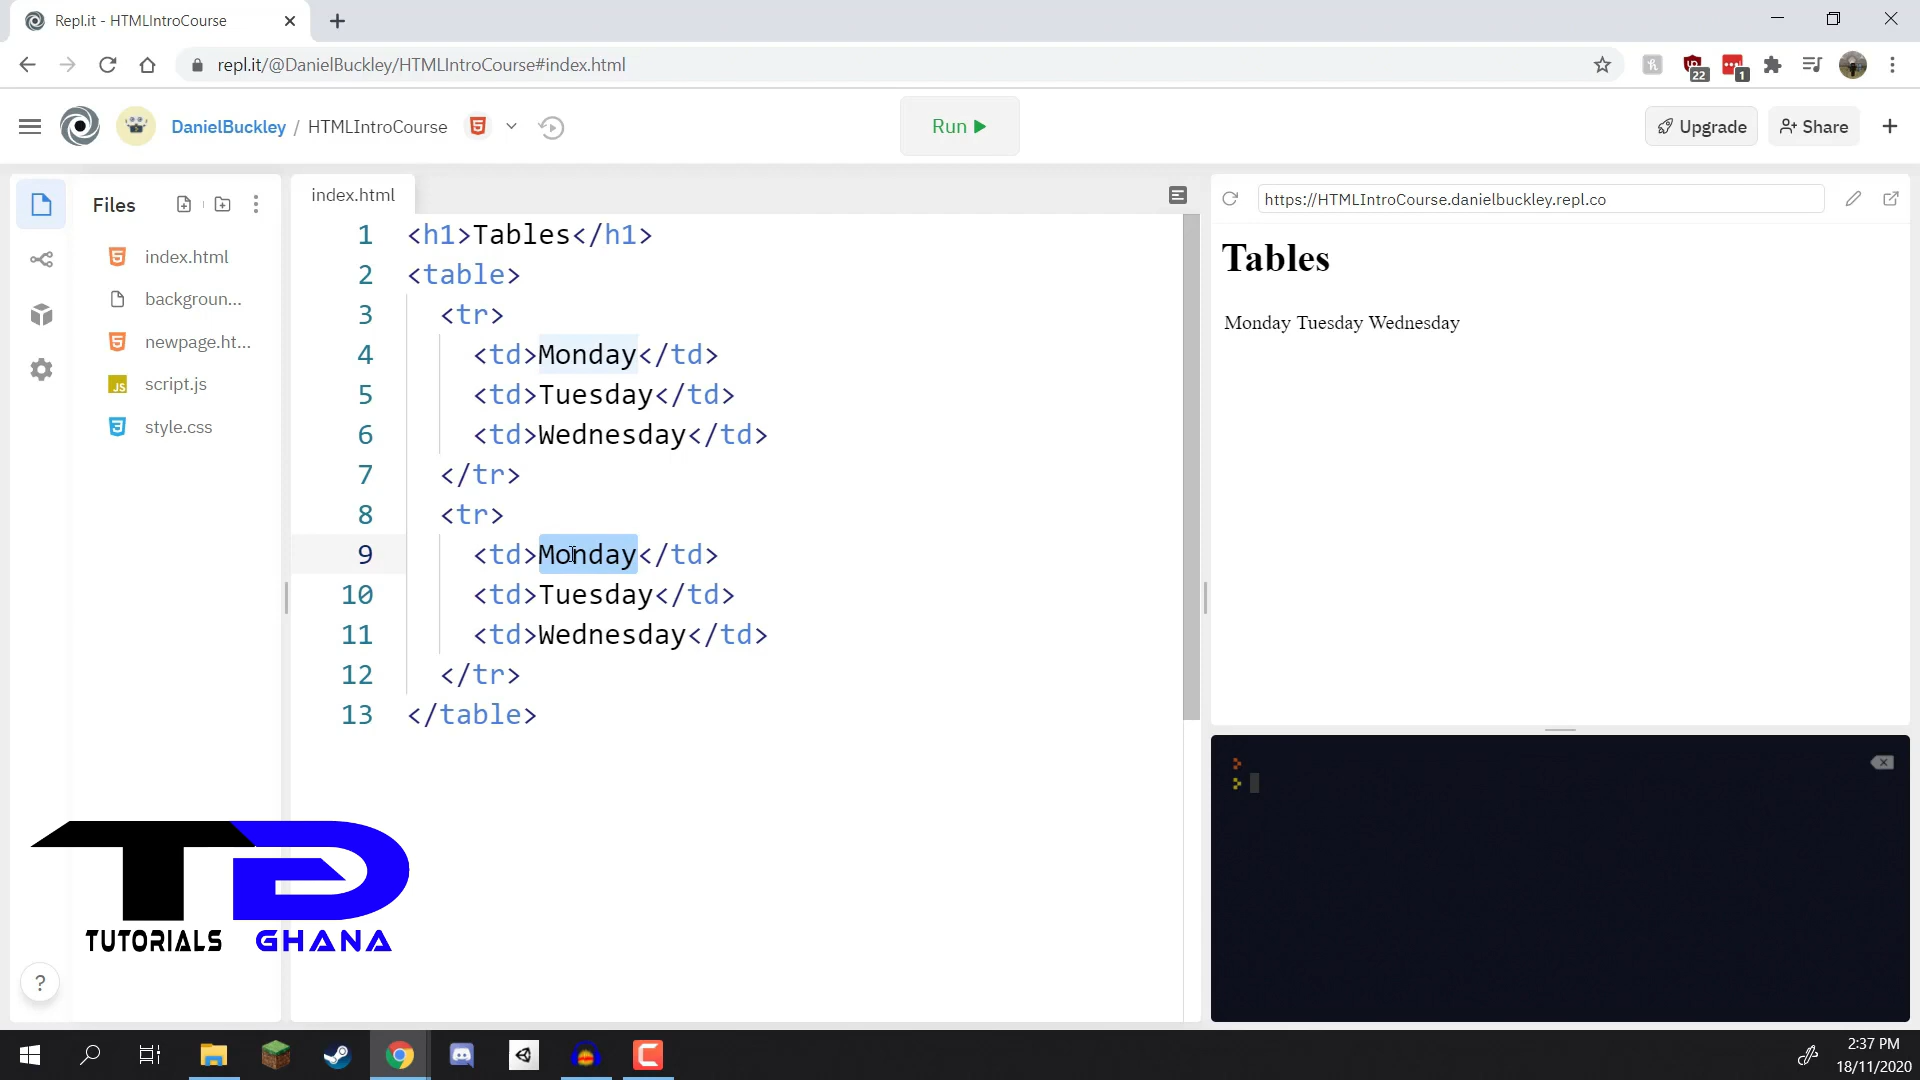 Repl.it - HTMLIntroCourse
repl.it/@DanielBuckley/HTMLIntroCourse#index.html
22
1
DanielBuckley / HTMLIntroCourse
Run
Upgrade
Share
Files
index.html
backgroun...
newpage.ht...
JS script.js
style.css
index.html
1 <h1>Tables</h1>
2 <table>
3 <tr>
4 <td>Monday</td>
5 <td>Tuesday</td>
6 <td>Wednesday</td>
7 </tr>
8 <tr>
9 <td>Monday</td>
10 <td>Tuesday</td>
11 <td>Wednesday</td>
12 </tr>
13 </table>
https://HTMLIntroCourse.danielbuckley.repl.co
Tables
Monday Tuesday Wednesday
TD
TUTORIALS GHANA
?
2:37 PM
18/11/2020